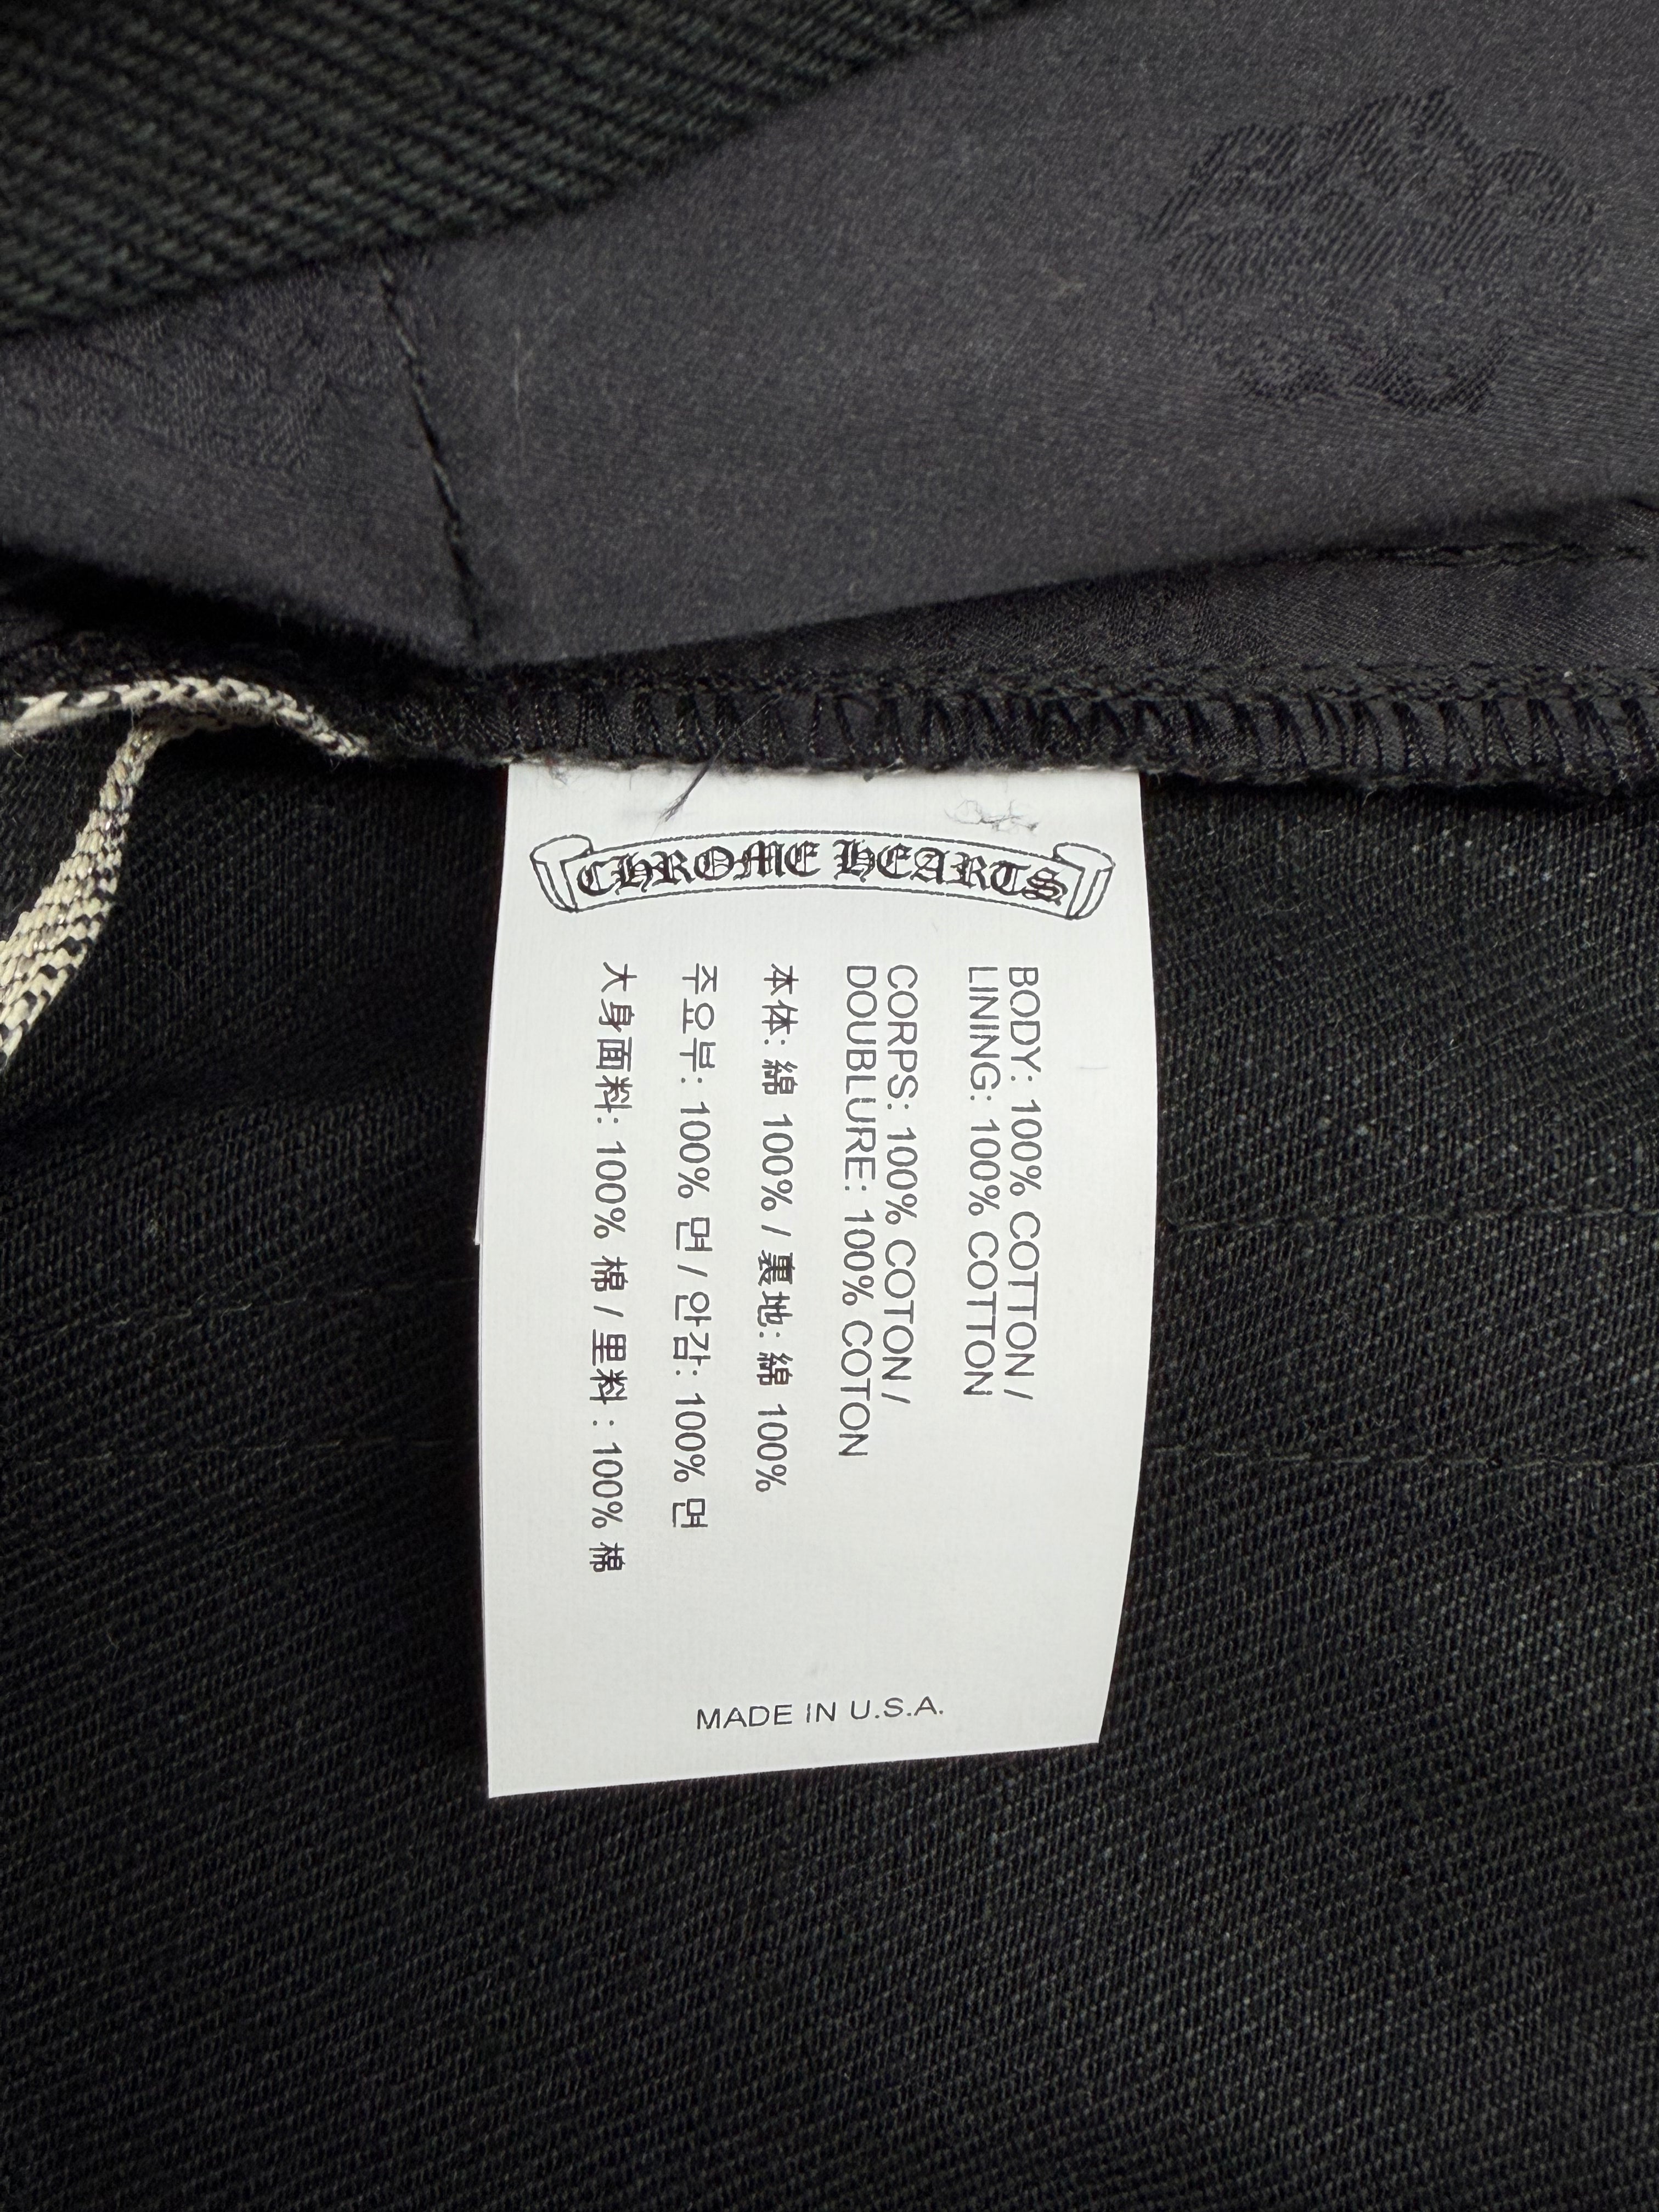 CHROME HEARTS
BODY: 100% COTTON /
LINING: 100% COTTON
CORPS: 100% COTON /
DOUBLURE: 100% COTON
本体: 綿 100% / 裏地: 綿 100%
주요부: 100% 면 / 안감: 100% 면
大身面料: 100% 棉 / 里料: 100% 棉
MADE IN U.S.A.